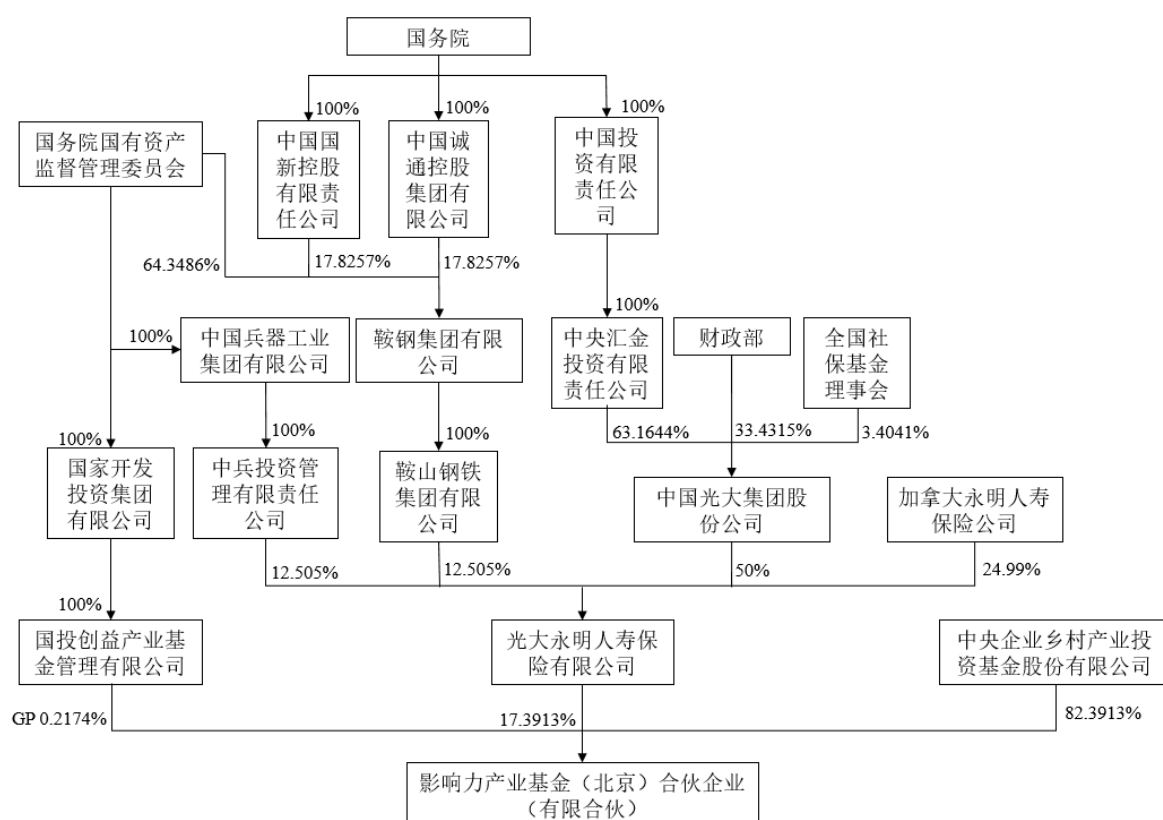 国务院
100%
100%
100%
国务院国有资产
监督管理委员会
中国国
新控股
有限责
任公司
中国诚
通控股
集团有
限公司
中国投
资有限
责任公
司
64.3486%
17.8257%
17.8257%
100%
100%
中国兵器工业
集团有限公司
鞍钢集团有限
公司
中央汇金
投资有限
责任公司
财政部
全国社
保基金
理事会
100%
100%
100%
63.1644%
33.4315%
3.4041%
国家开发
投资集团
有限公司
中兵投资管
理有限责任
公司
鞍山钢铁
集团有限
公司
中国光大集团股
份公司
加拿大永明人寿
保险公司
12.505%
12.505%
50%
24.99%
100%
国投创益产业基
金管理有限公司
光大永明人寿保
险有限公司
中央企业乡村产业投
资基金股份有限公司
GP 0.2174%
17.3913%
82.3913%
影响力产业基金（北京）合伙企业
（有限合伙）